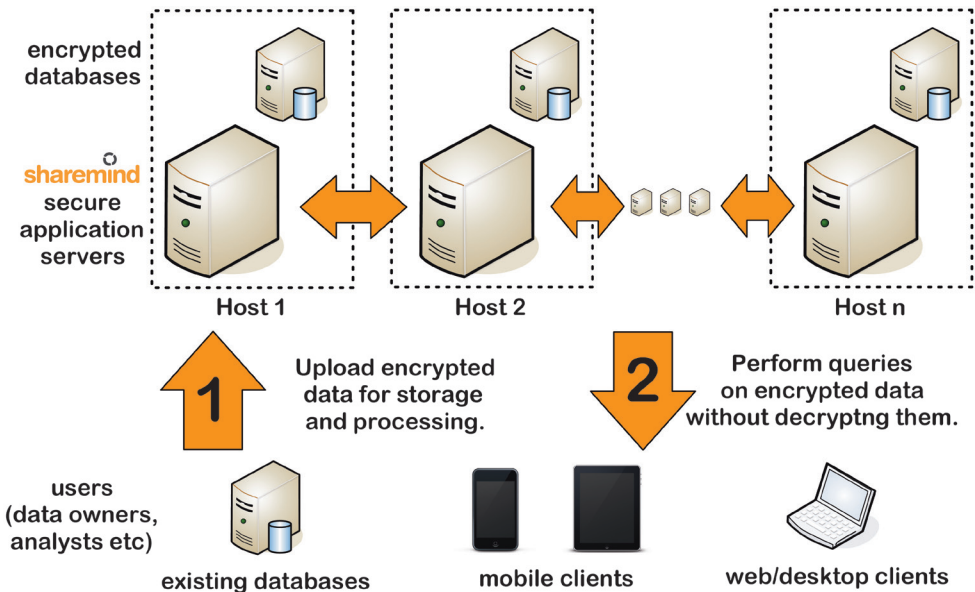 encrypted
databases
sharemind
secure
application
servers
Host 1
Host 2
Host n
1
Upload encrypted
data for storage
and processing.
2
Perform queries
on encrypted data
without decryptng them.
users
(data owners,
analysts etc)
existing databases
mobile clients
web/desktop clients